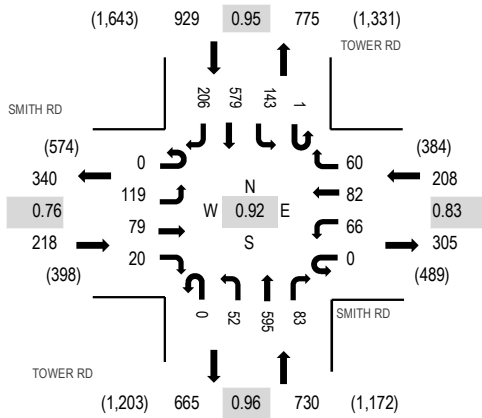 (1,643) 929 0.95 775 (1,331)
TOWER RD
206 579 143 1
SMITH RD
(574)
340
0.76
218
(398)
0
119
79
20
N
W 0.92 E
S
60
82
66
0
(384)
208
0.83
305
(489)
0 52 595 83
SMITH RD
TOWER RD
(1,203) 665 0.96 730 (1,172)